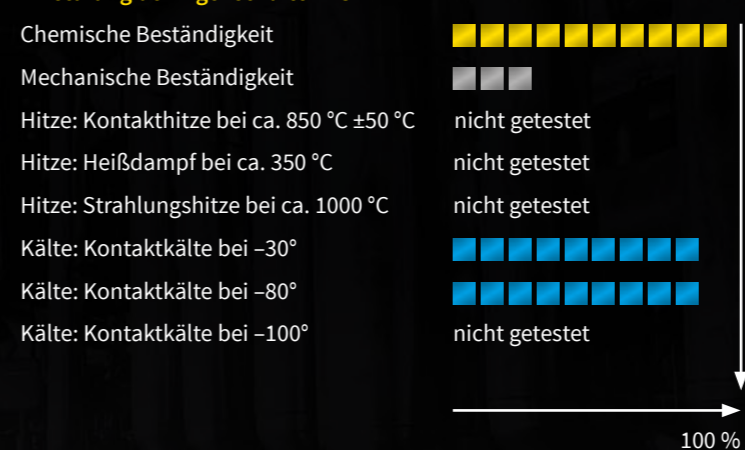 Chemische Beständigkeit
Mechanische Beständigkeit
Hitze: Kontakthitze bei ca. 850 °C ±50 °C nicht getestet
Hitze: Heißdampf bei ca. 350 °C nicht getestet
Hitze: Strahlungshitze bei ca. 1000 °C nicht getestet
Kälte: Kontaktkälte bei –30°
Kälte: Kontaktkälte bei –80°
Kälte: Kontaktkälte bei –100° nicht getestet
100 %